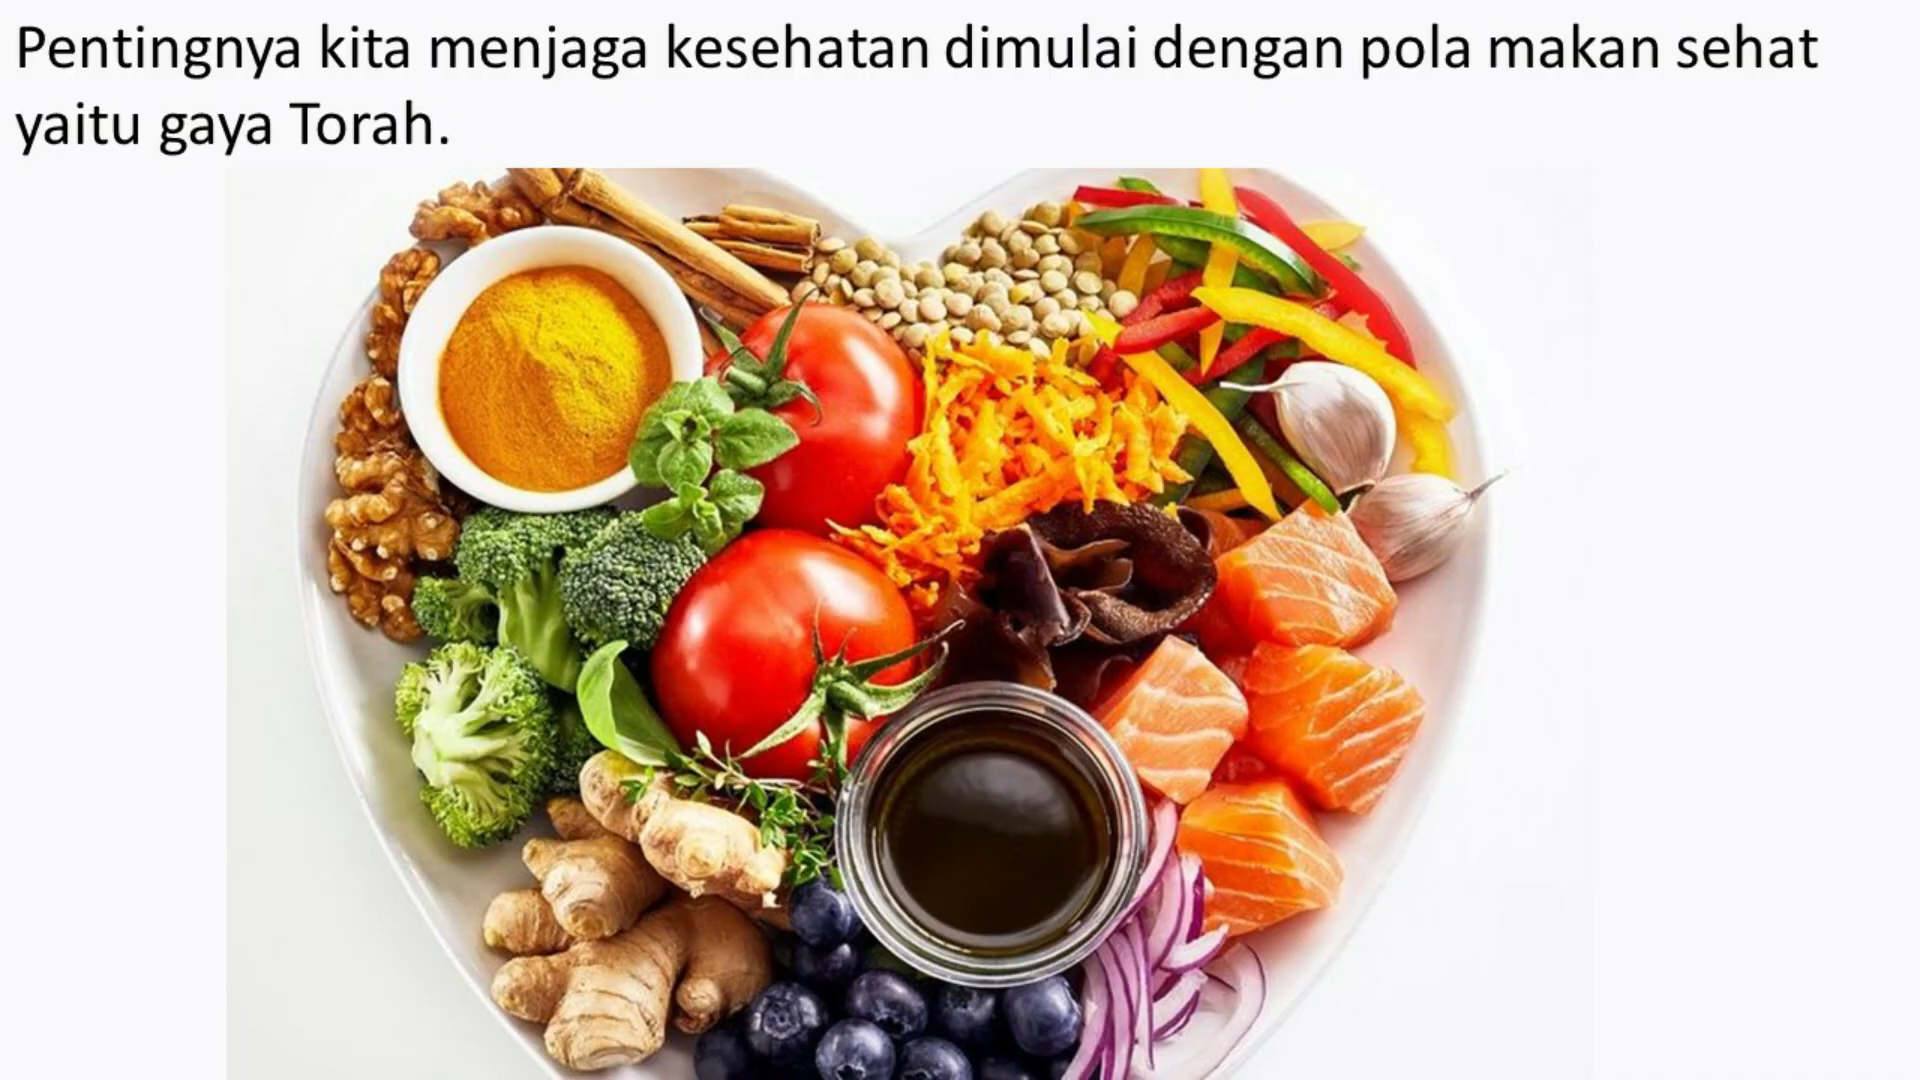 Pentingnya kita menjaga kesehatan dimulai dengan pola makan sehat
yaitu gaya Torah.